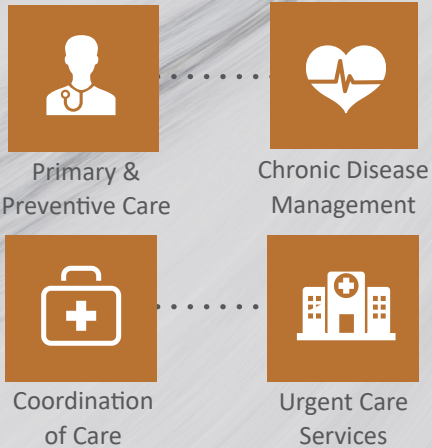 Primary &
Preventive Care
Chronic Disease
Management
Coordination
of Care
Urgent Care
Services